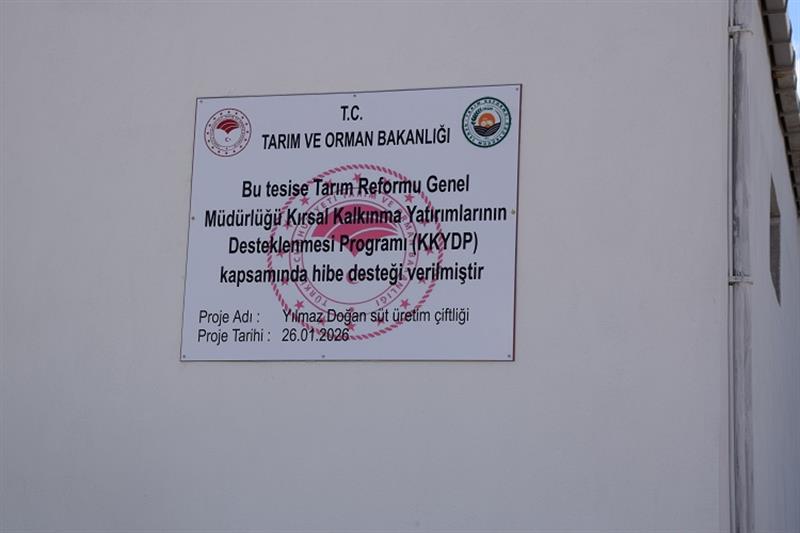 T.C.
TARIM VE ORMAN BAKANLIĞI
Bu tesise Tarım Reformu Genel
Müdürlüğü Kırsal Kalkınma Yatırımlarının
Desteklenmesi Programı (KKYDP)
kapsamında hibe desteği verilmiştir
Proje Adı : Yılmaz Doğan süt üretim çiftliği
Proje Tarihi : 26.01.2026